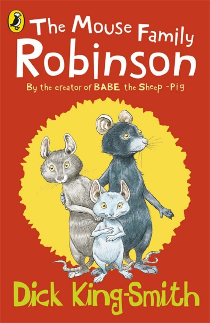 The Mouse Family
Robinson
By the creator of BABE the Sheep-Pig
Dick King-Smith